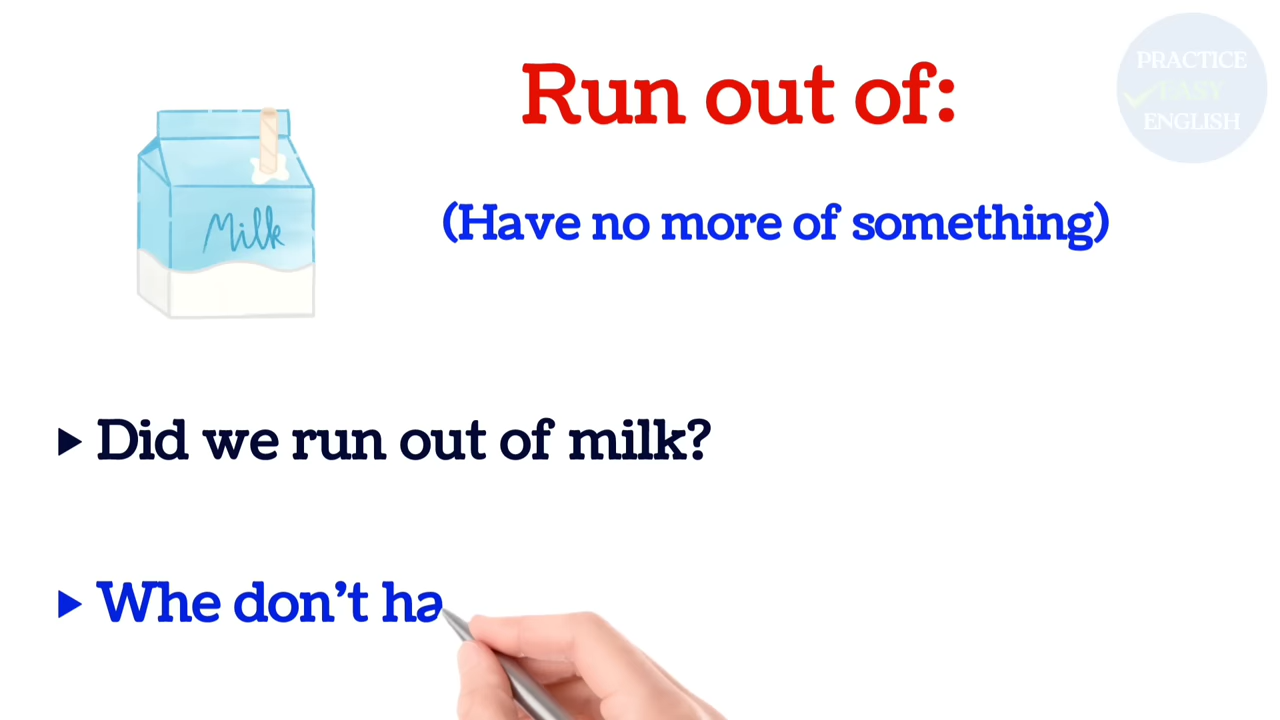 PRACTICE
EASY
ENGLISH
Run out of:
(Have no more of something)
Milk
Did we run out of milk?
Whe don’t ha